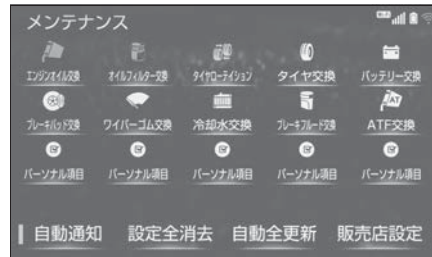 メンテナンス
エンジンオイル交換 オイルフィルター交換 タイヤローテイション タイヤ交換 バッテリー交換
ブレーキパッド交換 ワイパーゴム交換 冷却水交換 ブレーキフルード交換 ATF交換
パーソナル項目 パーソナル項目 パーソナル項目 パーソナル項目 パーソナル項目
自動通知 設定全消去 自動全更新 販売店設定